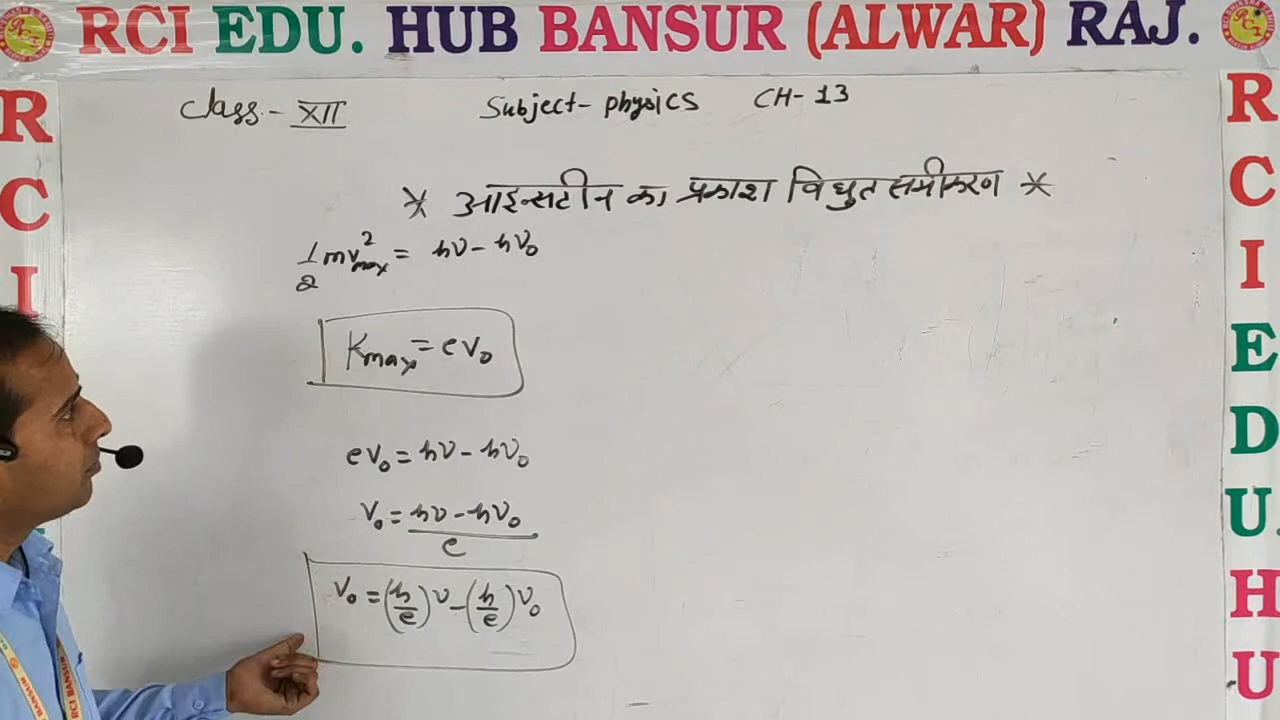 RCI EDU. HUB BANSUR (ALWAR) RAJ.
Class:- XII Subject- physics CH- 13
* आइन्सटीन का प्रकाश विधुत समीकरण *
1/2 mv²max = hν - hν₀
Kmax = eV₀
eV₀ = hν - hν₀
V₀ = (hν - hν₀)/e
V₀ = (h/e)ν - (h/e)ν₀
R
C
I
R
C
I
E
D
U.
H
U